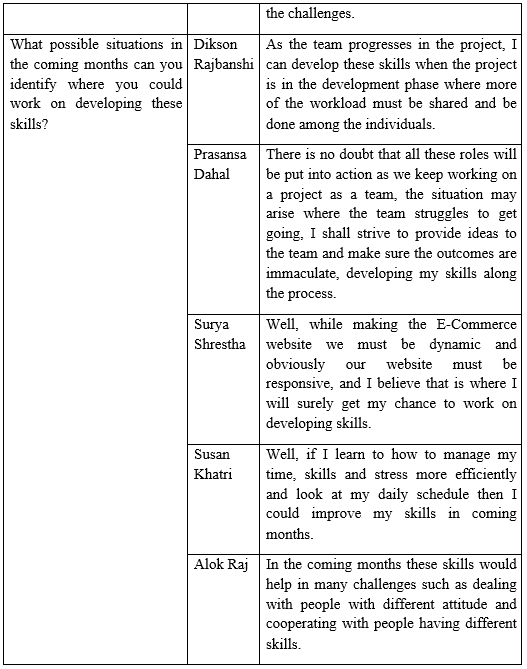 the challenges.
What possible situations in
the coming months can you
identify where you could
work on developing these
skills?
Dikson
Rajbanshi
As the team progresses in the project, I
can develop these skills when the project
is in the development phase where more
of the workload must be shared and be
done among the individuals.
Prasansa
Dahal
There is no doubt that all these roles will
be put into action as we keep working on
a project as a team, the situation may
arise where the team struggles to get
going, I shall strive to provide ideas to
the team and make sure the outcomes are
immaculate, developing my skills along
the process.
Surya
Shrestha
Well, while making the E-Commerce
website we must be dynamic and
obviously our website must be
responsive, and I believe that is where I
will surely get my chance to work on
developing skills.
Susan
Khatri
Well, if I learn to how to manage my
time, skills and stress more efficiently
and look at my daily schedule then I
could improve my skills in coming
months.
Alok Raj
In the coming months these skills would
help in many challenges such as dealing
with people with different attitude and
cooperating with people having different
skills.